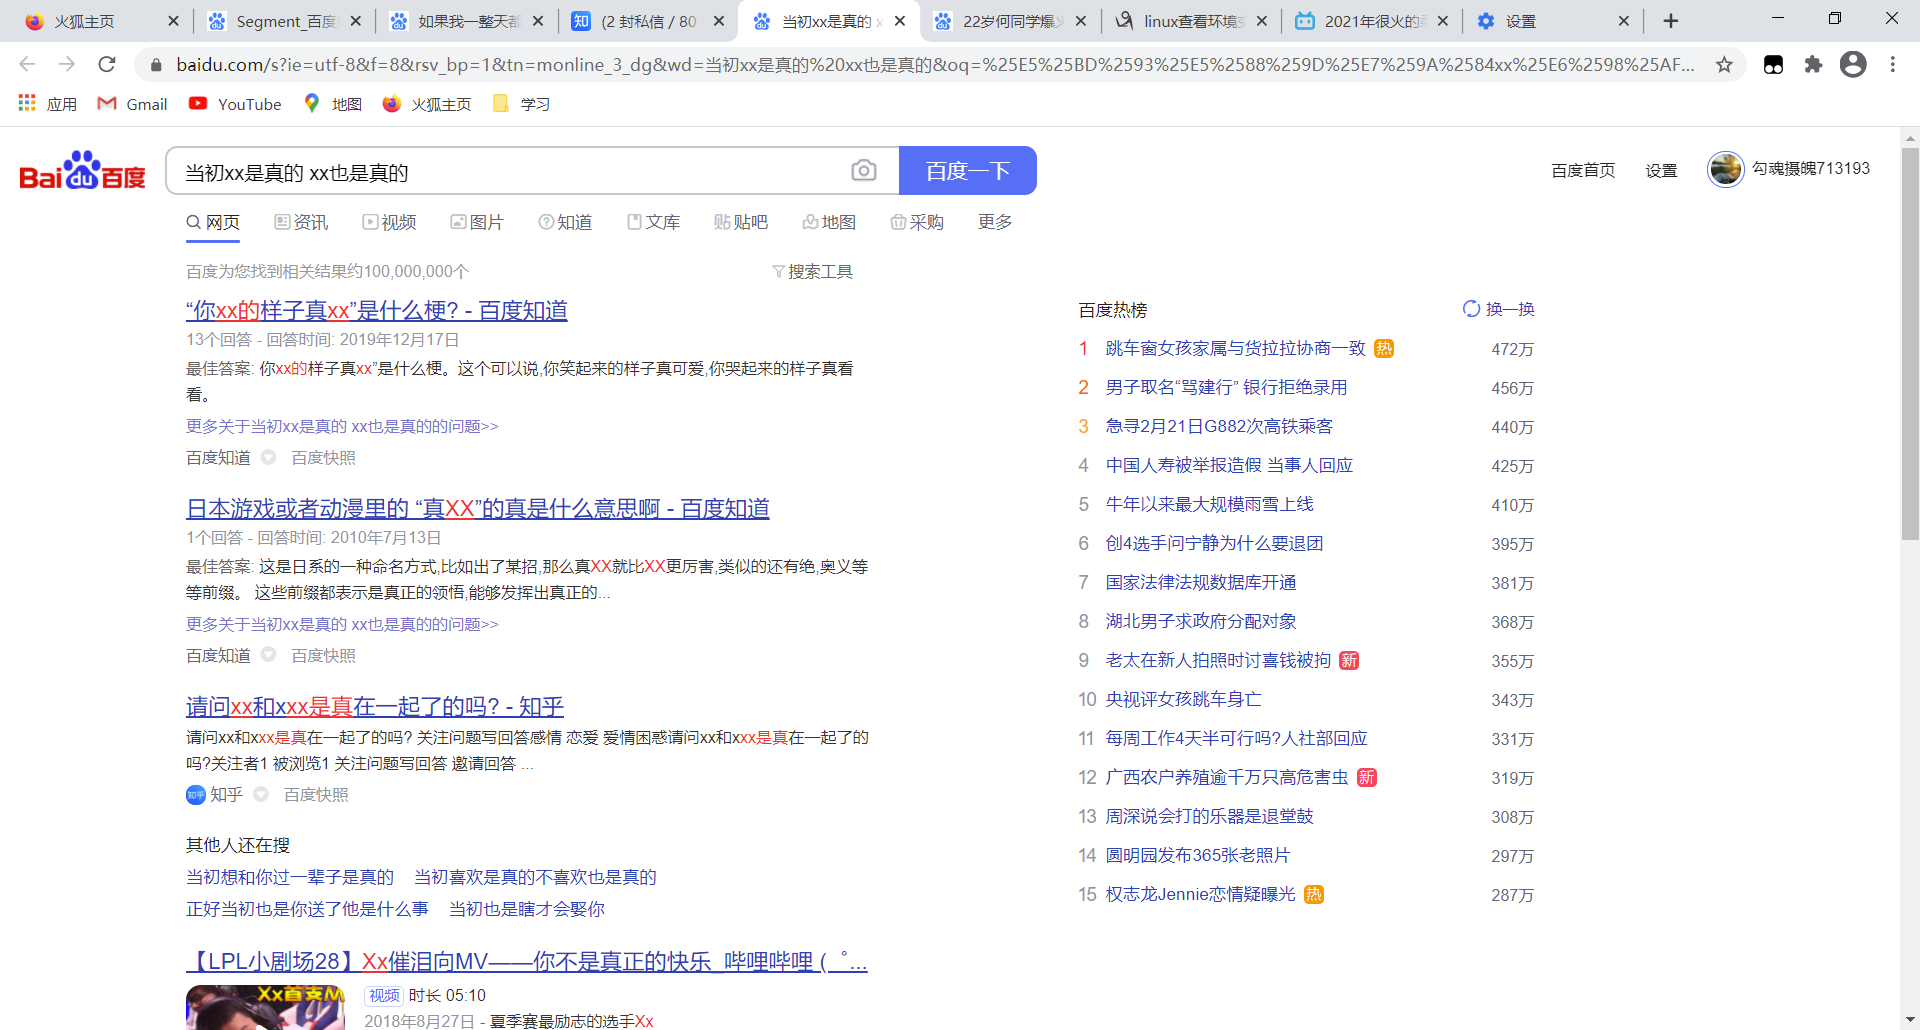 火狐主页
Segment_百度
如果我一整天都
(2 封私信 / 80
当初xx是真的 x
22岁何同学爆
linux查看环境
2021年很火的
设置
baidu.com/s?ie=utf-8&f=8&rsv_bp=1&tn=monline_3_dg&wd=当初xx是真的%20xx也是真的&oq=%25E5%25BD%2593%25E5%2588%259D%25E7%259A%2584xx%25E6%2598%25AF...
应用
Gmail
YouTube
地图
火狐主页
学习
Bai du 百度
当初xx是真的 xx也是真的
百度一下
百度首页
设置
勾魂摄魄713193
网页
资讯
视频
图片
知道
文库
贴 贴吧
地图
采购
更多
百度为您找到相关结果约100,000,000个
搜索工具
“你xx的样子真xx”是什么梗? - 百度知道
13个回答 - 回答时间: 2019年12月17日
最佳答案: 你xx的样子真xx”是什么梗。这个可以说,你笑起来的样子真可爱,你哭起来的样子真看
看。
更多关于当初xx是真的 xx也是真的的问题>>
百度知道 百度快照
日本游戏或者动漫里的 “真XX”的真是什么意思啊 - 百度知道
1个回答 - 回答时间: 2010年7月13日
最佳答案: 这是日系的一种命名方式,比如出了某招,那么真XX就比XX更厉害,类似的还有绝,奥义等
等前缀。 这些前缀都表示是真正的领悟,能够发挥出真正的...
更多关于当初xx是真的 xx也是真的的问题>>
百度知道 百度快照
请问xx和xxx是真在一起了的吗? - 知乎
请问xx和xxx是真在一起了的吗? 关注问题写回答感情 恋爱 爱情困惑请问xx和xxx是真在一起了的
吗?关注者1 被浏览1 关注问题写回答 邀请回答 ...
知乎 知乎 百度快照
其他人还在搜
当初想和你过一辈子是真的 当初喜欢是真的不喜欢也是真的
正好当初也是你送了他是什么事 当初也是瞎才会娶你
【LPL小剧场28】Xx催泪向MV——你不是真正的快乐_哔哩哔哩 ( ゜...
Xx首支M
视频 时长 05:10
2018年8月27日 - 夏季赛最励志的选手Xx
百度热榜
换一换
1 跳车窗女孩家属与货拉拉协商一致 热 472万
2 男子取名“骂建行” 银行拒绝录用 456万
3 急寻2月21日G882次高铁乘客 440万
4 中国人寿被举报造假 当事人回应 425万
5 牛年以来最大规模雨雪上线 410万
6 创4选手问宁静为什么要退团 395万
7 国家法律法规数据库开通 381万
8 湖北男子求政府分配对象 368万
9 老太在新人拍照时讨喜钱被拘 新 355万
10 央视评女孩跳车身亡 343万
11 每周工作4天半可行吗?人社部回应 331万
12 广西农户养殖逾千万只高危害虫 新 319万
13 周深说会打的乐器是退堂鼓 308万
14 圆明园发布365张老照片 297万
15 权志龙Jennie恋情疑曝光 热 287万